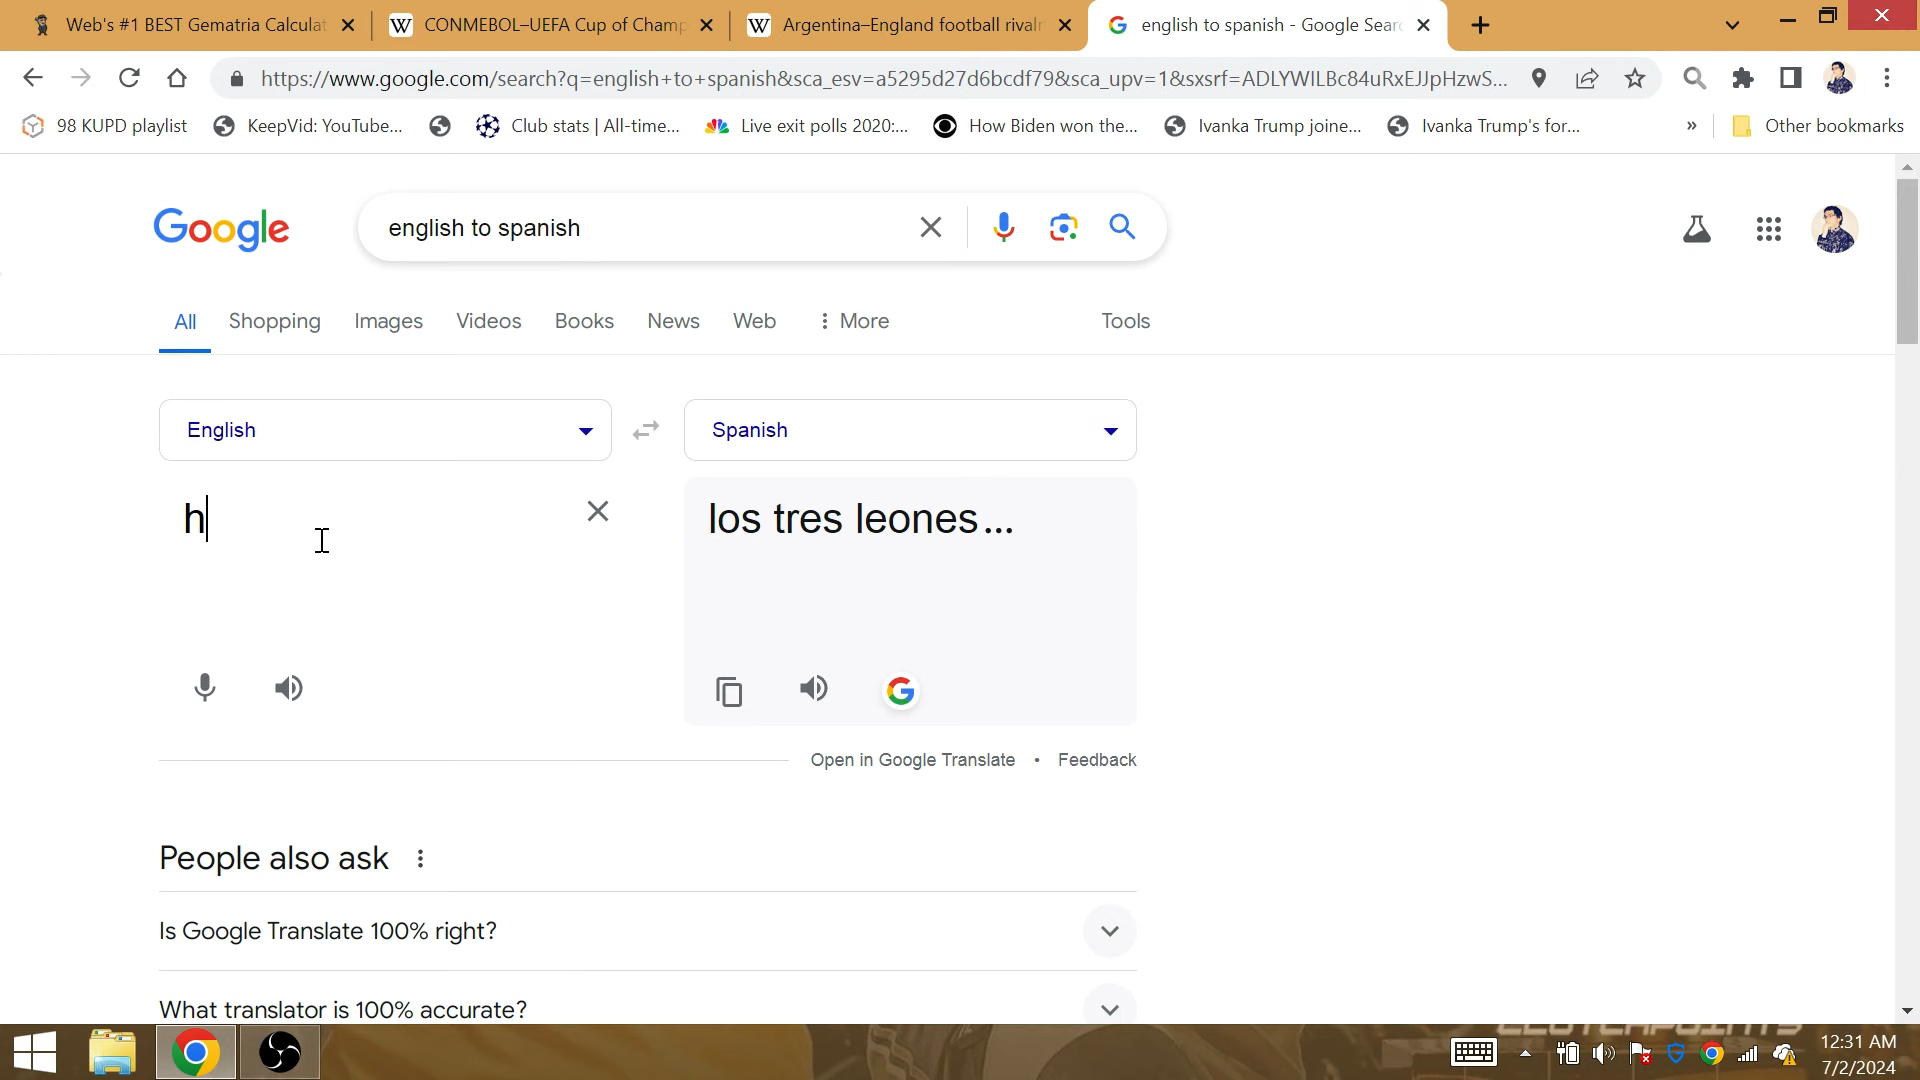 Web's #1 BEST Gematria Calculat
CONMEBOL–UEFA Cup of Champ
Argentina–England football rivalr
english to spanish - Google Searc
https://www.google.com/search?q=english+to+spanish&sca_esv=a5295d27d6bcdf79&sca_upv=1&sxsrf=ADLYWILBc84uRxEJJpHzwS...
98 KUPD playlist
KeepVid: YouTube...
Club stats | All-time...
Live exit polls 2020:...
How Biden won the...
Ivanka Trump joine...
Ivanka Trump's for...
»
Other bookmarks
Google
english to spanish
All
Shopping
Images
Videos
Books
News
Web
More
Tools
English
Spanish
h
los tres leones...
Open in Google Translate • Feedback
People also ask
Is Google Translate 100% right?
What translator is 100% accurate?
CLUTCHPOINTS
12:31 AM
7/2/2024